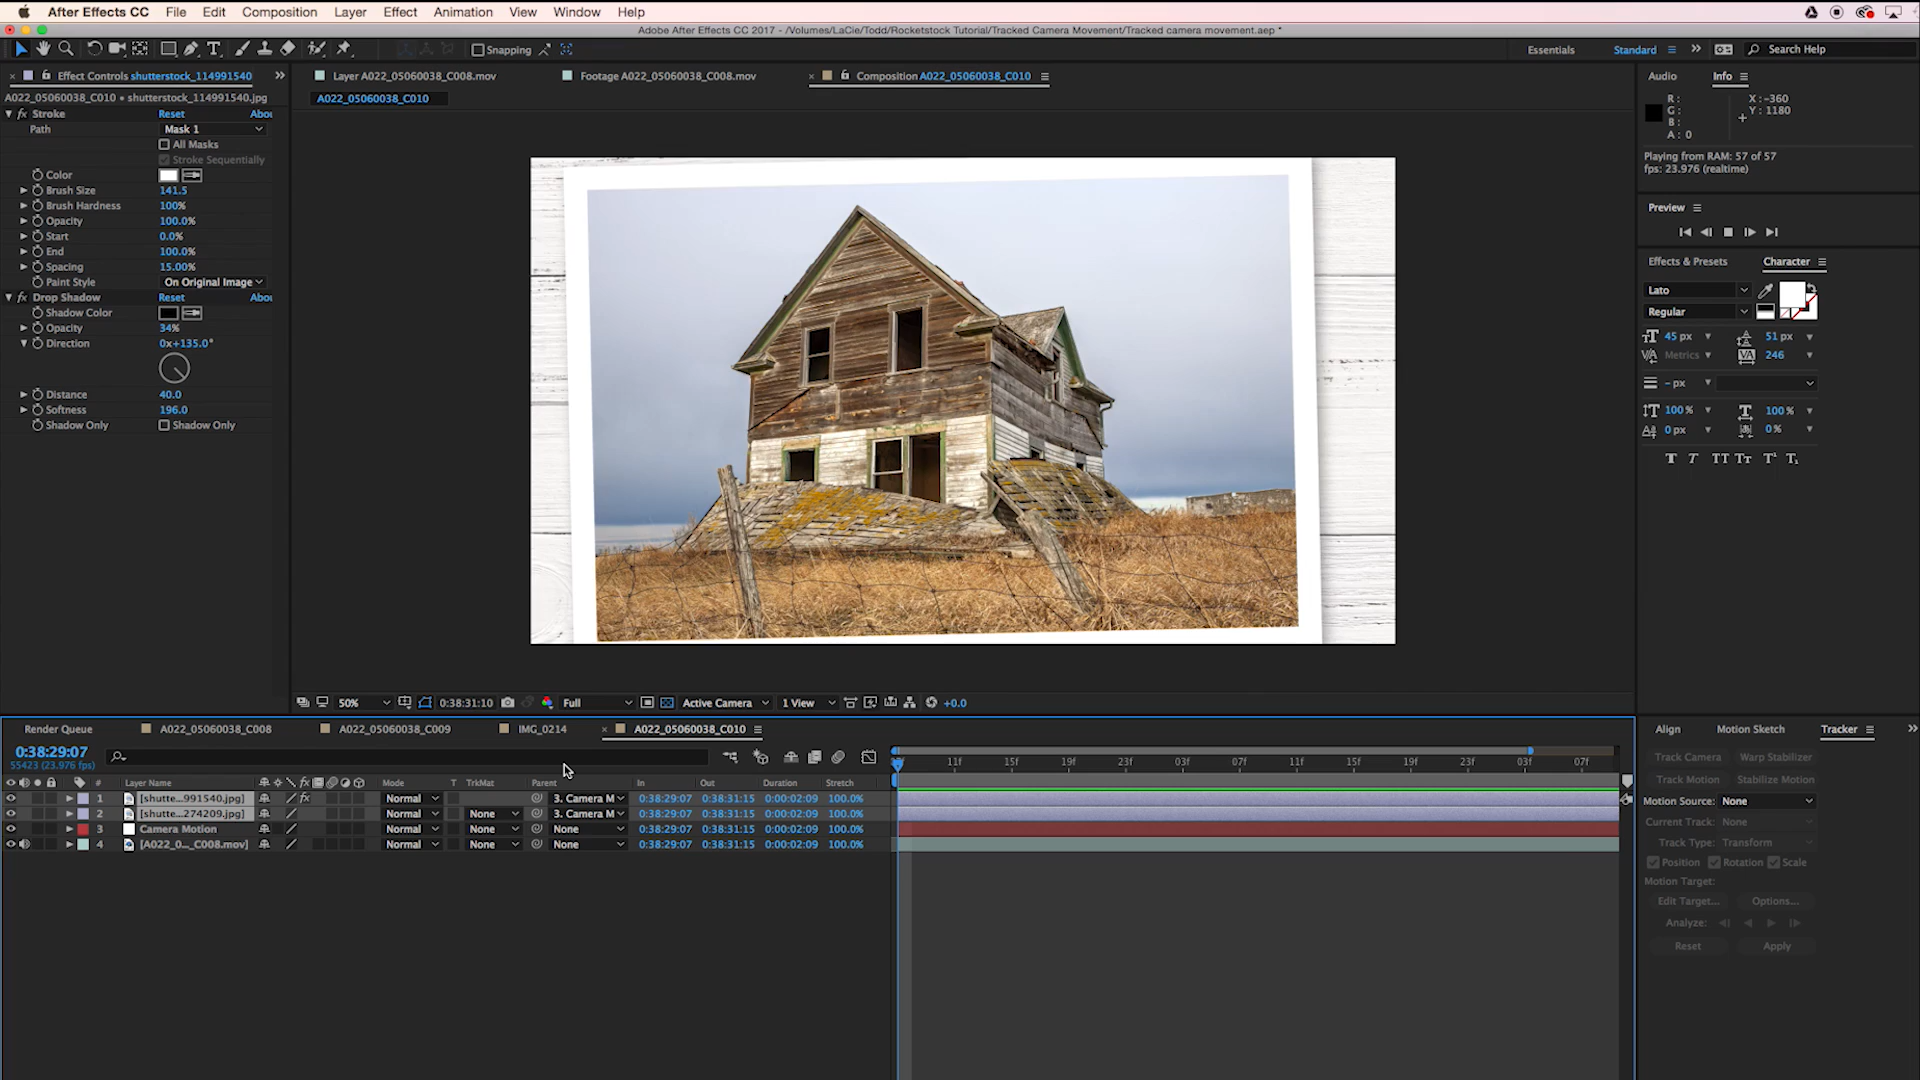 After Effects CC File Edit Composition Layer Effect Animation View Window Help
Adobe After Effects CC 2017 - /Volumes/LaCie/Todd/Rocketstock Tutorial/Tracked Camera Movement/Tracked camera movement.aep *
Snapping Essentials Standard Search Help
Effect Controls shutterstock_114991540
Layer A022_05060038_C008.mov Footage A022_05060038_C008.mov Composition A022_05060038_C010
A022_05060038_C010 • shutterstock_114991540.jpg
A022_05060038_C010
Stroke Reset Abou
Path Mask 1
All Masks
Stroke Sequentially
Color
Brush Size 141.5
Brush Hardness 100%
Opacity 100.0%
Start 0.0%
End 100.0%
Spacing 15.00%
Paint Style On Original Image
Drop Shadow Reset Abou
Shadow Color
Opacity 34%
Direction 0x+135.0°
Distance 40.0
Softness 196.0
Shadow Only Shadow Only
Audio Info
R: X: -360
G: Y: 1180
B:
A: 0
Playing from RAM: 57 of 57
fps: 23.976 (realtime)
Preview
Effects & Presets Character
Lato
Regular
45 px 51 px
Metrics 246
- px
100 % 100 %
0 px 0 %
T T TT Tt T¹ T₁
50% 0:38:31:10 Full Active Camera 1 View +0.0
Render Queue A022_05060038_C008 A022_05060038_C009 IMG_0214 A022_05060038_C010
0:38:29:07
55423 (23.976 fps)
11f 15f 19f 23f 03f 07f 11f 15f 19f 23f 03f 07f
# Layer Name Mode T TrkMat Parent In Out Duration Stretch
1 [shutte...991540.jpg] Normal 3. Camera M 0:38:29:07 0:38:31:15 0:00:02:09 100.0%
2 [shutte...274209.jpg] Normal None 3. Camera M 0:38:29:07 0:38:31:15 0:00:02:09 100.0%
3 Camera Motion Normal None None 0:38:29:07 0:38:31:15 0:00:02:09 100.0%
4 [A022_0..._C008.mov] Normal None None 0:38:29:07 0:38:31:15 0:00:02:09 100.0%
Align Motion Sketch Tracker
Track Camera Warp Stabilizer
Track Motion Stabilize Motion
Motion Source: None
Current Track: None
Track Type: Transform
Position Rotation Scale
Motion Target:
Edit Target... Options...
Analyze:
Reset Apply